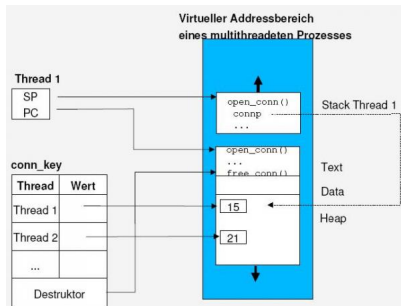 Virtueller Addressbereich
eines multithreadeten Prozesses
Thread 1
SP
PC
open_conn()
connp
...
Stack Thread 1
open_conn()
...
free_conn()
Text
Data
Heap
15
21
conn_key
Thread Wert
Thread 1
Thread 2
...
Destruktor